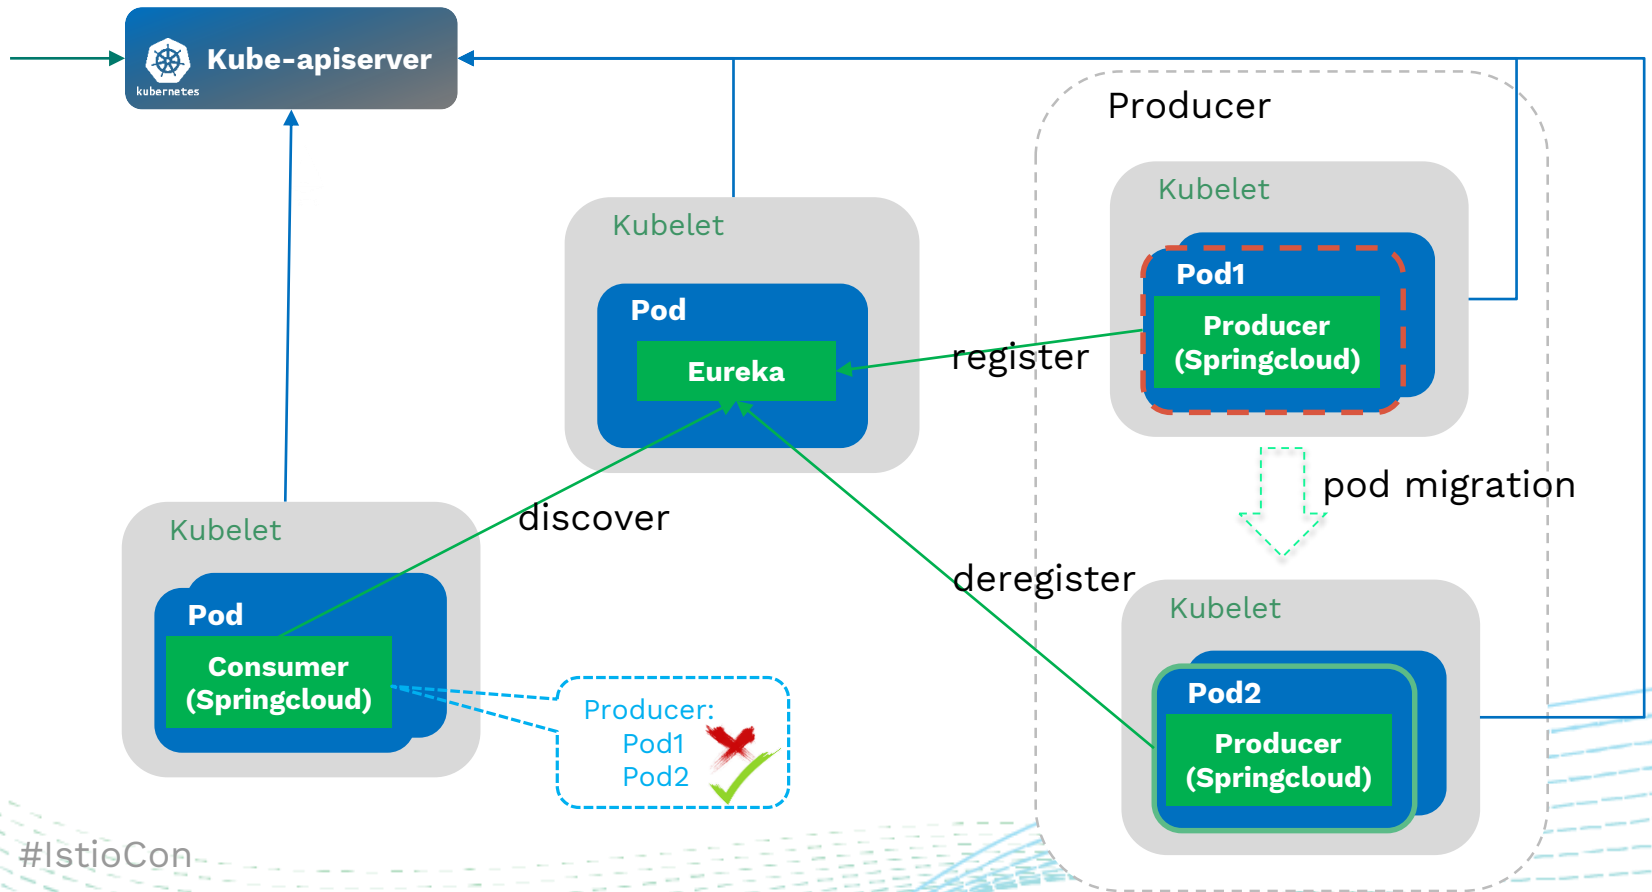 Kube-apiserver
kubernetes
Producer
Kubelet
Pod1
Producer
(Springcloud)
Kubelet
Pod
Eureka
register
pod migration
discover
deregister
Kubelet
Pod
Consumer
(Springcloud)
Kubelet
Pod2
Producer
(Springcloud)
Producer:
Pod1
Pod2
#IstioCon